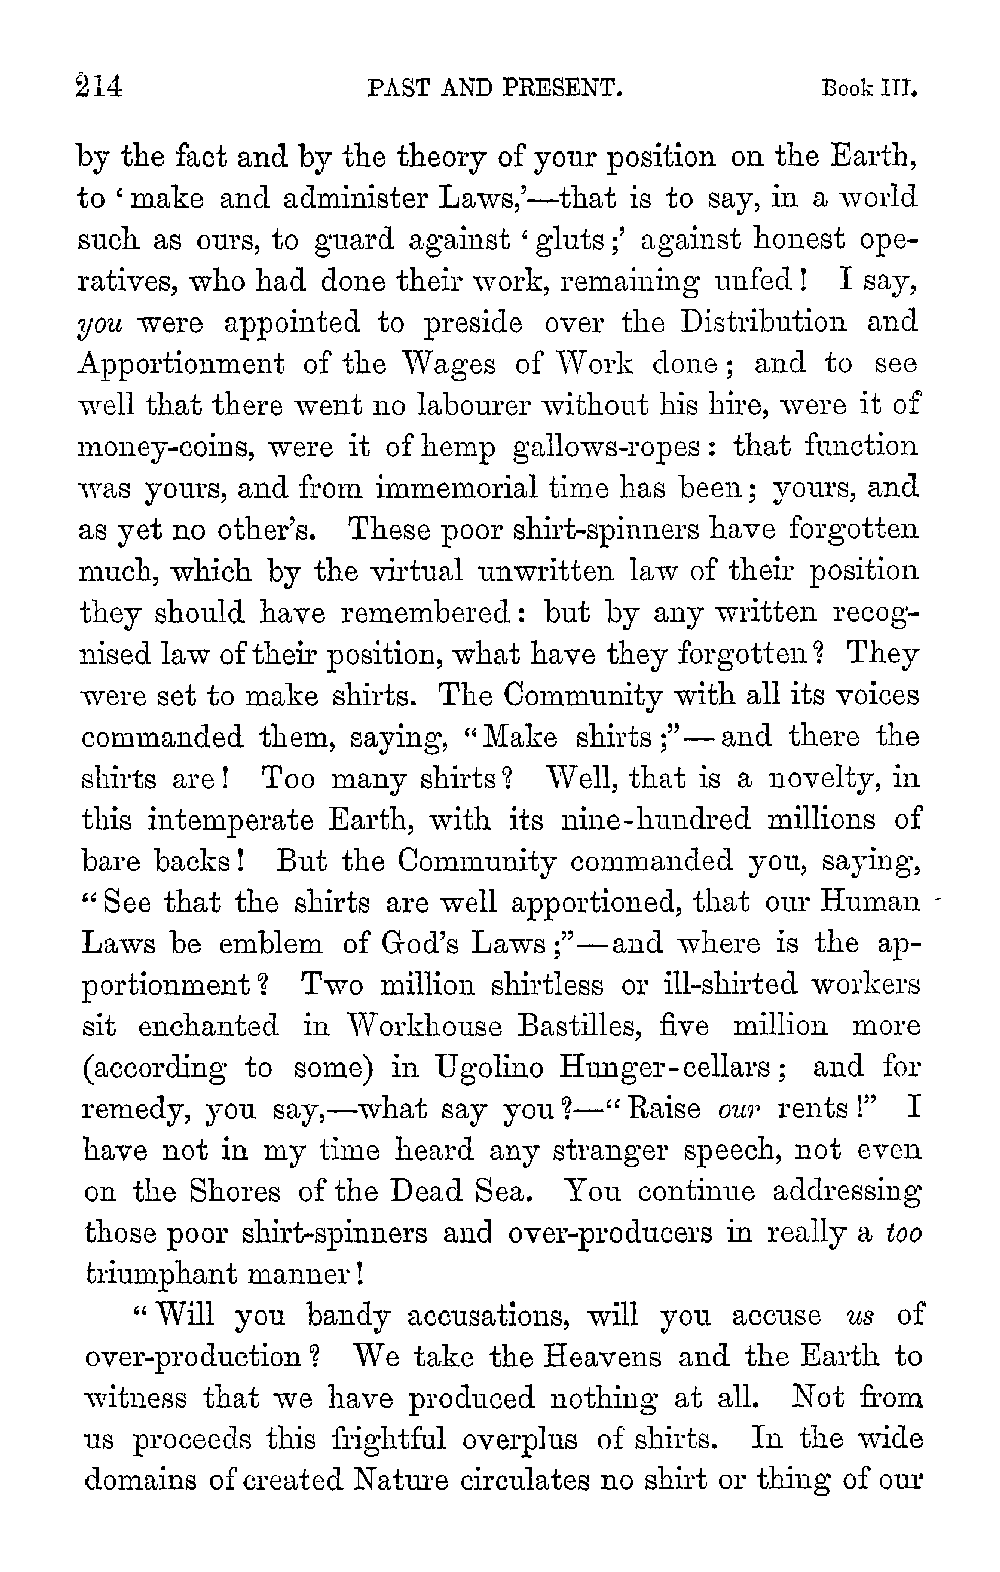 214 PAST AND PRESENT. Book III.
by the fact and by the theory of your position on the Earth,
to ‘make and administer Laws,’—that is to say, in a world
such as ours, to guard against ‘gluts;’ against honest ope-
ratives, who had done their work, remaining unfed! I say,
you were appointed to preside over the Distribution and
Apportionment of the Wages of Work done; and to see
well that there went no labourer without his hire, were it of
money-coins, were it of hemp gallows-ropes: that function
was yours, and from immemorial time has been; yours, and
as yet no other’s. These poor shirt-spinners have forgotten
much, which by the virtual unwritten law of their position
they should have remembered: but by any written recog-
nised law of their position, what have they forgotten? They
were set to make shirts. The Community with all its voices
commanded them, saying, “Make shirts;”—and there the
shirts are! Too many shirts? Well, that is a novelty, in
this intemperate Earth, with its nine-hundred millions of
bare backs! But the Community commanded you, saying,
“See that the shirts are well apportioned, that our Human
Laws be emblem of God’s Laws;”—and where is the ap-
portionment? Two million shirtless or ill-shirted workers
sit enchanted in Workhouse Bastilles, five million more
(according to some) in Ugolino Hunger-cellars; and for
remedy, you say,—what say you?—“Raise our rents!” I
have not in my time heard any stranger speech, not even
on the Shores of the Dead Sea. You continue addressing
those poor shirt-spinners and over-producers in really a too
triumphant manner!
“Will you bandy accusations, will you accuse us of
over-production? We take the Heavens and the Earth to
witness that we have produced nothing at all. Not from
us proceeds this frightful overplus of shirts. In the wide
domains of created Nature circulates no shirt or thing of our